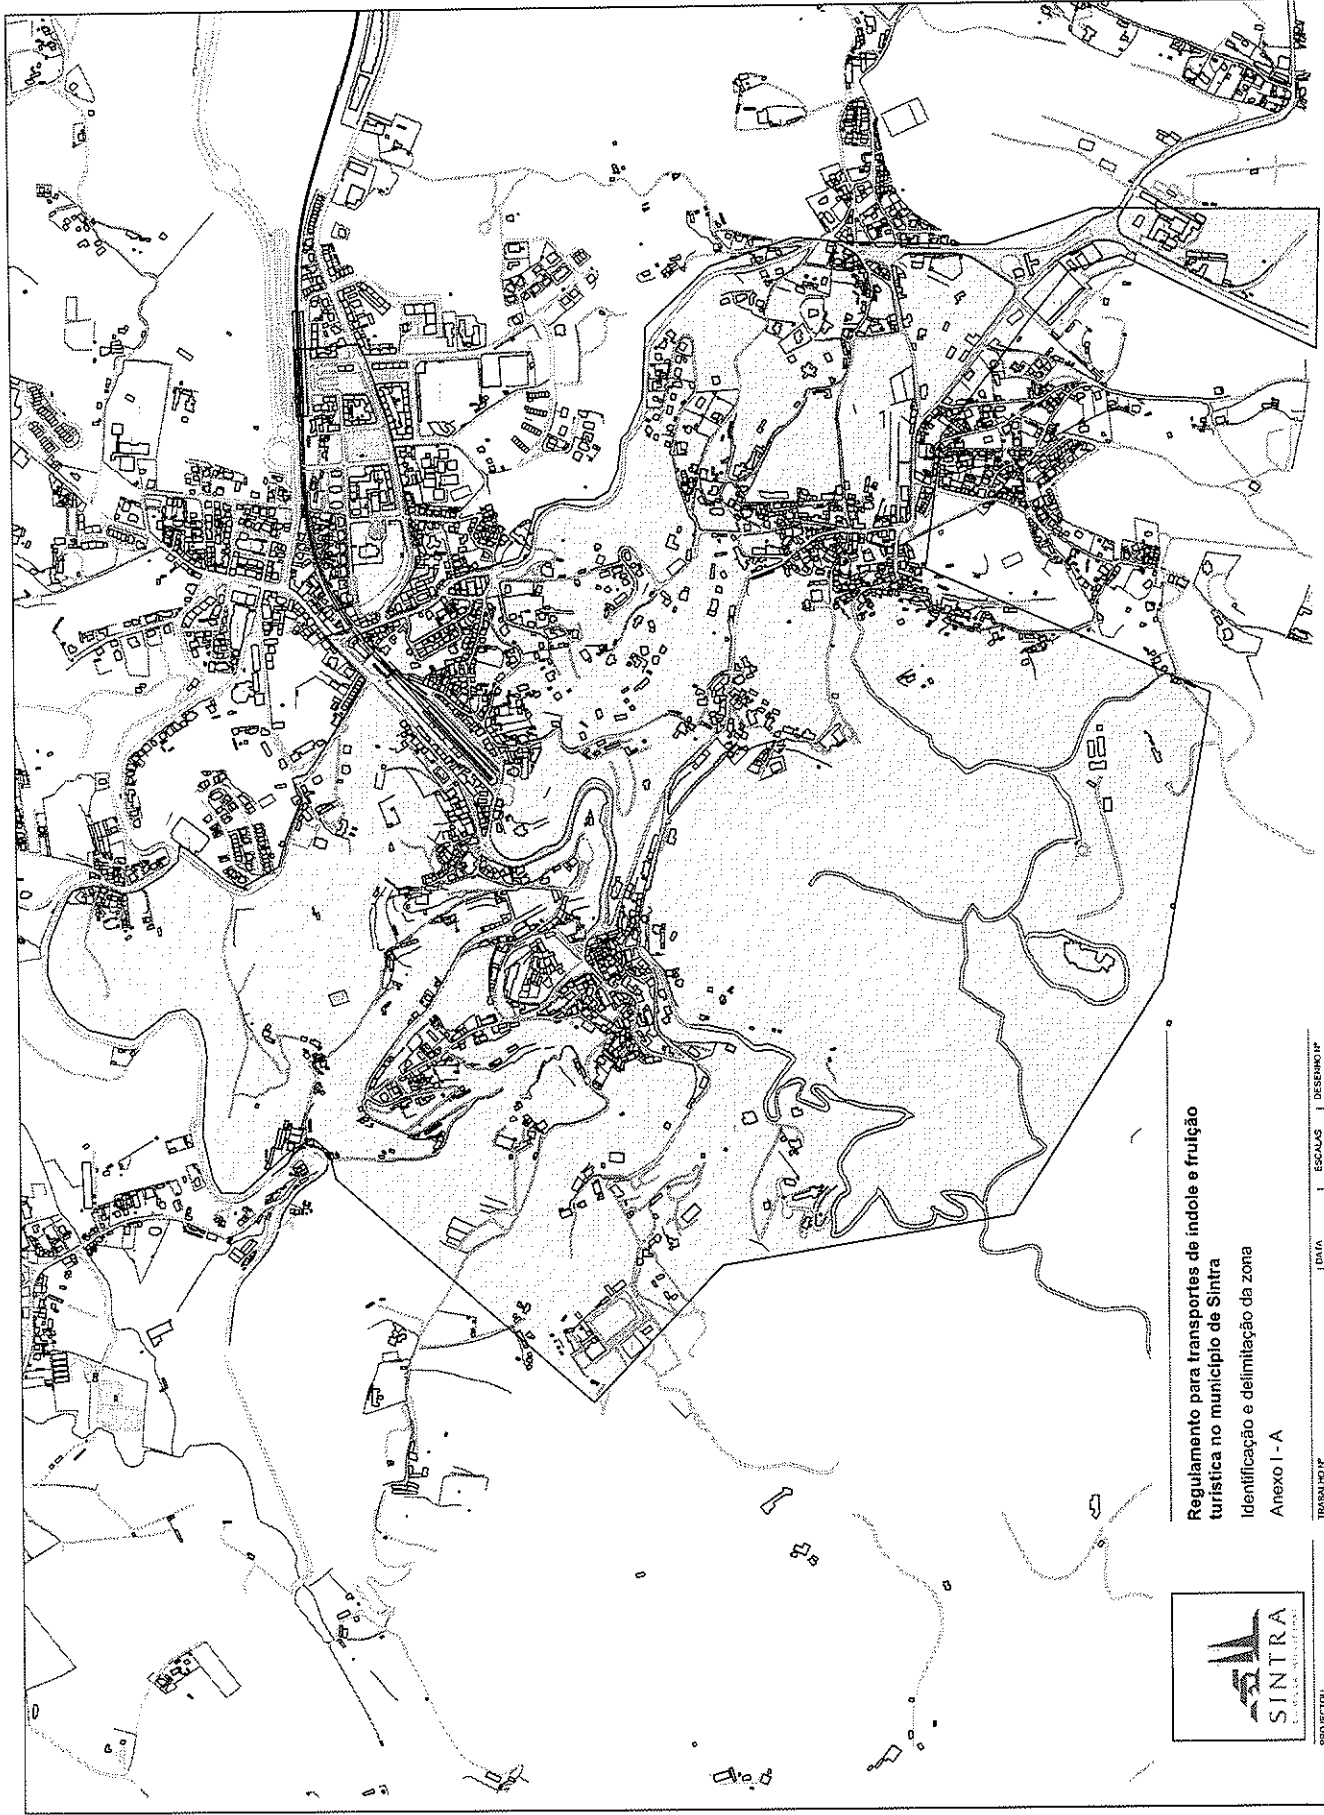 Regulamento para transportes de índole e fruição
turística no município de Sintra
Identificação e delimitação da zona
Anexo I - A
SINTRA
TRABALHO Nº
DATA
ESCALAS
DESENHO Nº